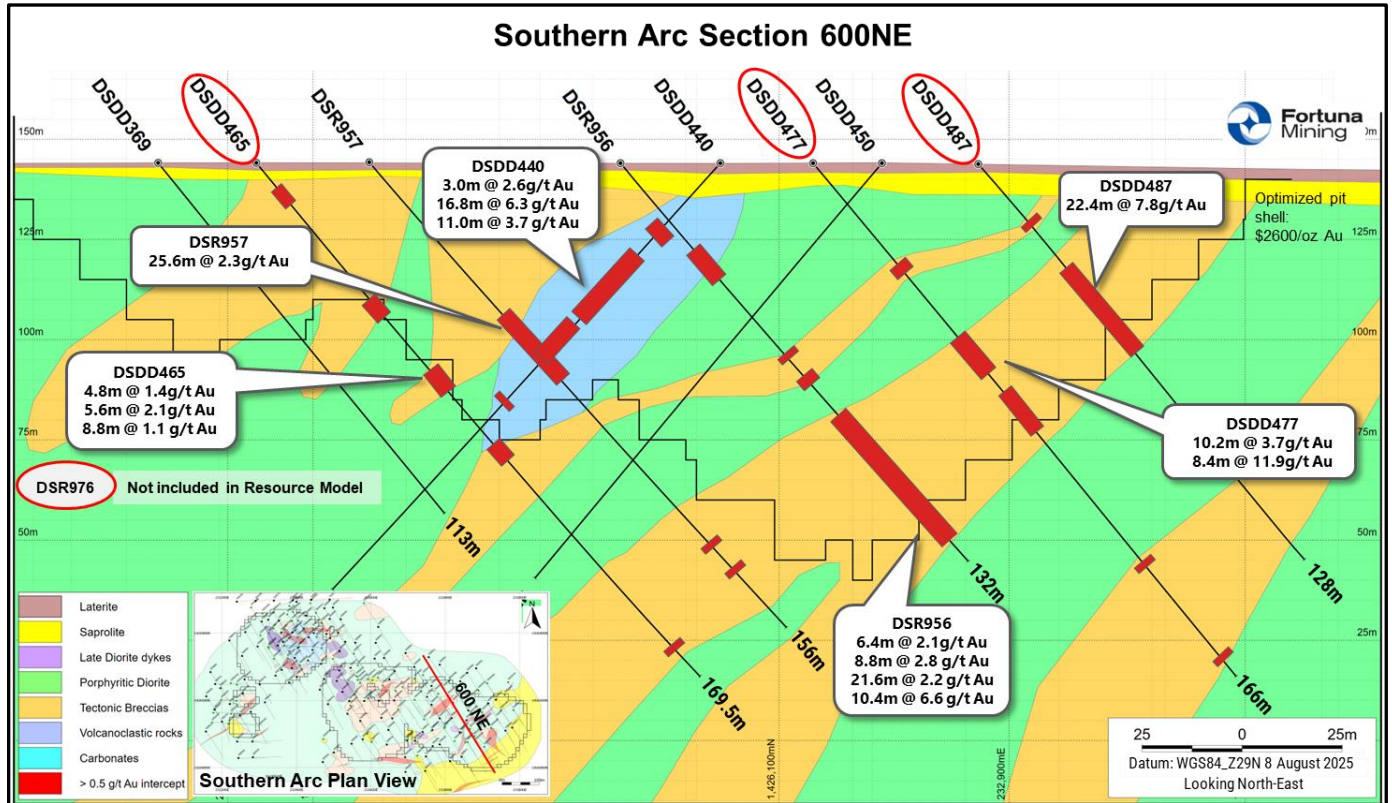 Southern Arc Section 600NE
Fortuna
Mining
DSDD369
DSDD465
DSR957
DSR956
DSDD440
DSDD477
DSDD450
DSDD487
150m
0m
DSDD440
3.0m @ 2.6g/t Au
16.8m @ 6.3 g/t Au
11.0m @ 3.7 g/t Au
DSDD487
22.4m @ 7.8g/t Au
Optimized pit
shell:
$2600/oz Au
125m
125m
DSR957
25.6m @ 2.3g/t Au
100m
100m
DSDD465
4.8m @ 1.4g/t Au
5.6m @ 2.1g/t Au
8.8m @ 1.1 g/t Au
DSDD477
10.2m @ 3.7g/t Au
8.4m @ 11.9g/t Au
75m
75m
DSR976
Not included in Resource Model
50m
50m
113m
132m
128m
DSR956
6.4m @ 2.1g/t Au
8.8m @ 2.8 g/t Au
21.6m @ 2.2 g/t Au
10.4m @ 6.6 g/t Au
25m
156m
169.5m
166m
Laterite
Saprolite
Late Diorite dykes
Porphyritic Diorite
Tectonic Breccias
Volcanoclastic rocks
Carbonates
> 0.5 g/t Au intercept
N
600 NE
Southern Arc Plan View
1,426,100mN
232,900mE
25 0 25m
Datum: WGS84_Z29N 8 August 2025
Looking North-East